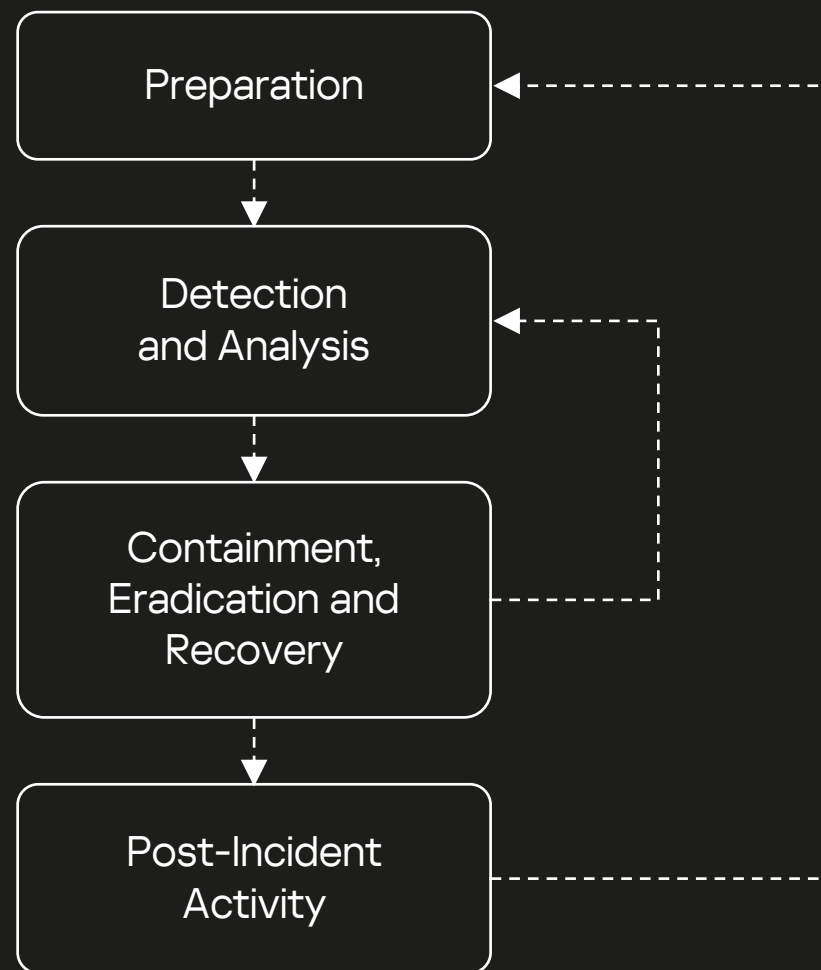 Preparation
Detection
and Analysis
Containment,
Eradication and
Recovery
Post-Incident
Activity